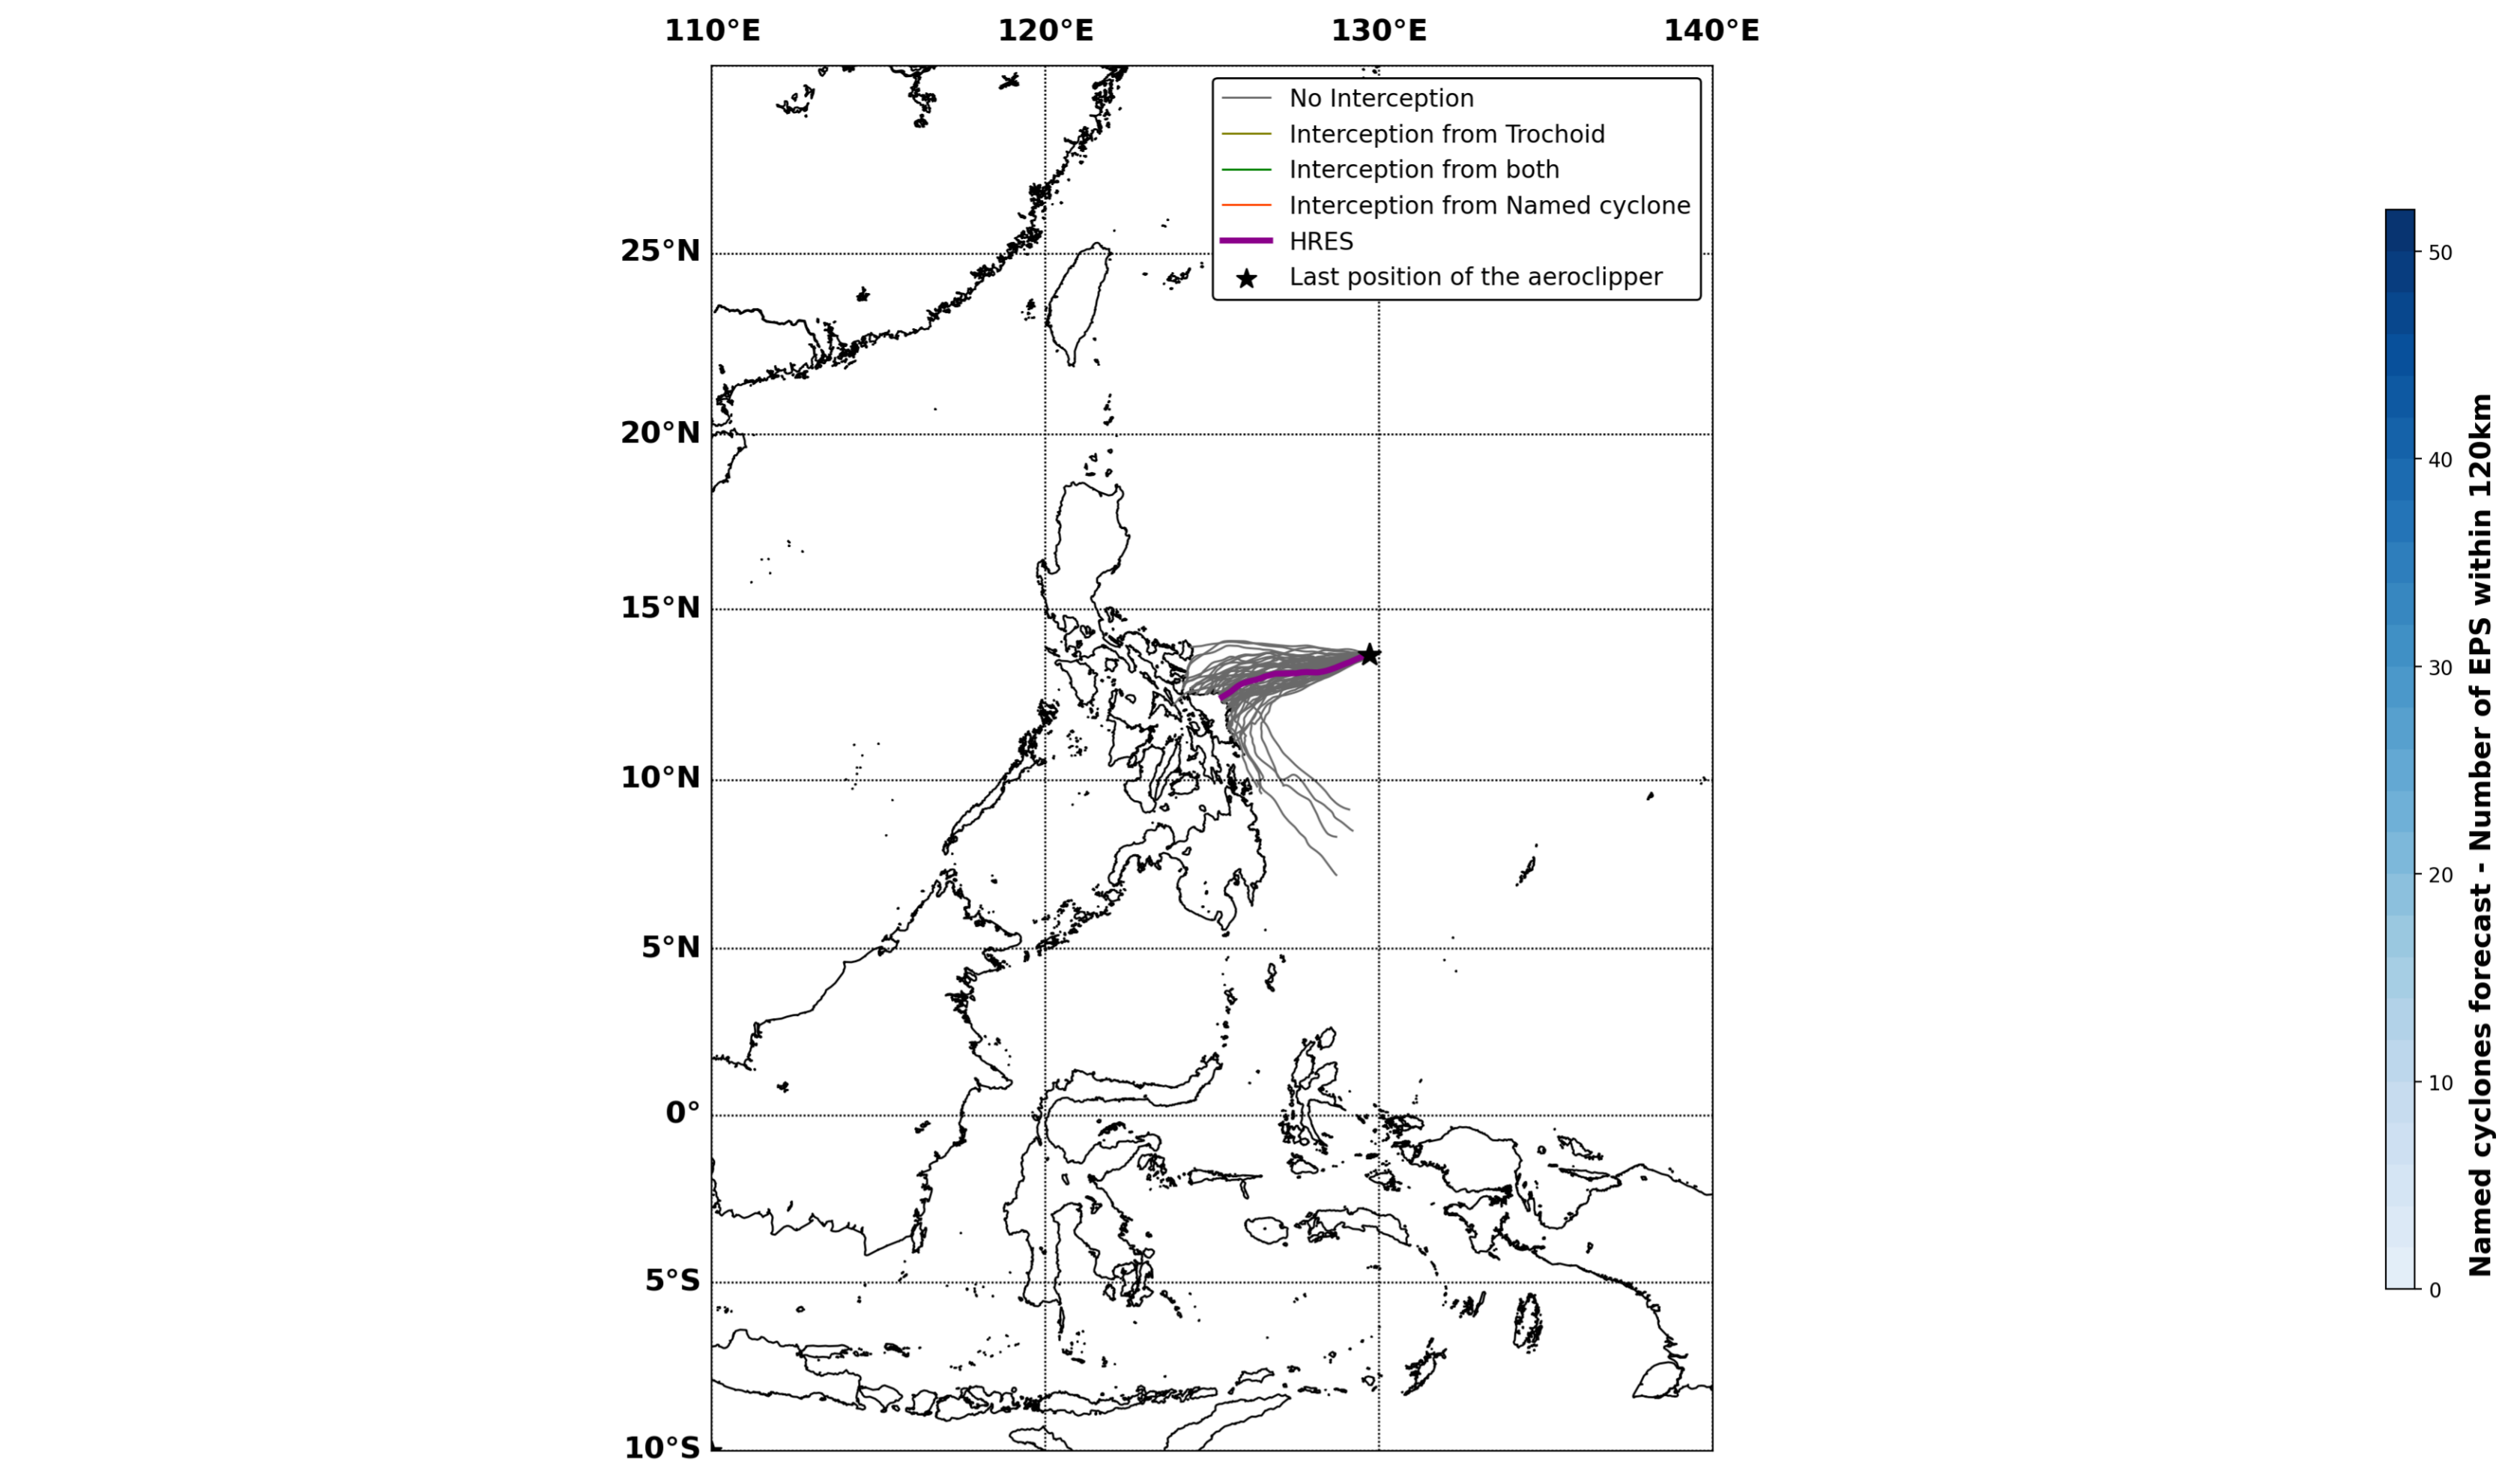 110°E 120°E 130°E 140°E
No Interception
Interception from Trochoid
Interception from both
Interception from Named cyclone
HRES
Last position of the aeroclipper
25°N
20°N
15°N
10°N
5°N
0°
5°S
10°S
50
40
30
20
10
0
Named cyclones forecast - Number of EPS within 120km